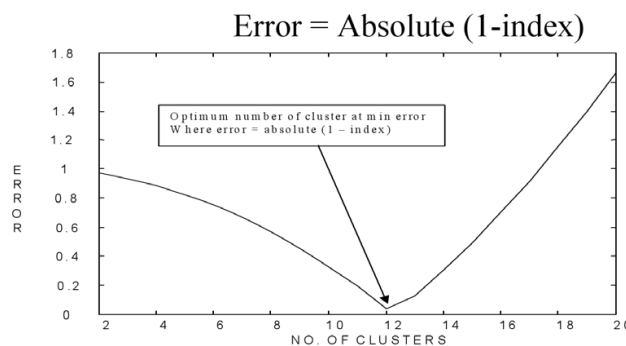 Error = Absolute (1-index)
1.8
1.6
1.4
1.2
1
0.8
0.6
0.4
0.2
0
Optimum number of cluster at min error
Where error = absolute (1 – index)
ERROR
2 4 6 8 10 12 14 16 18 20
NO. OF CLUSTERS